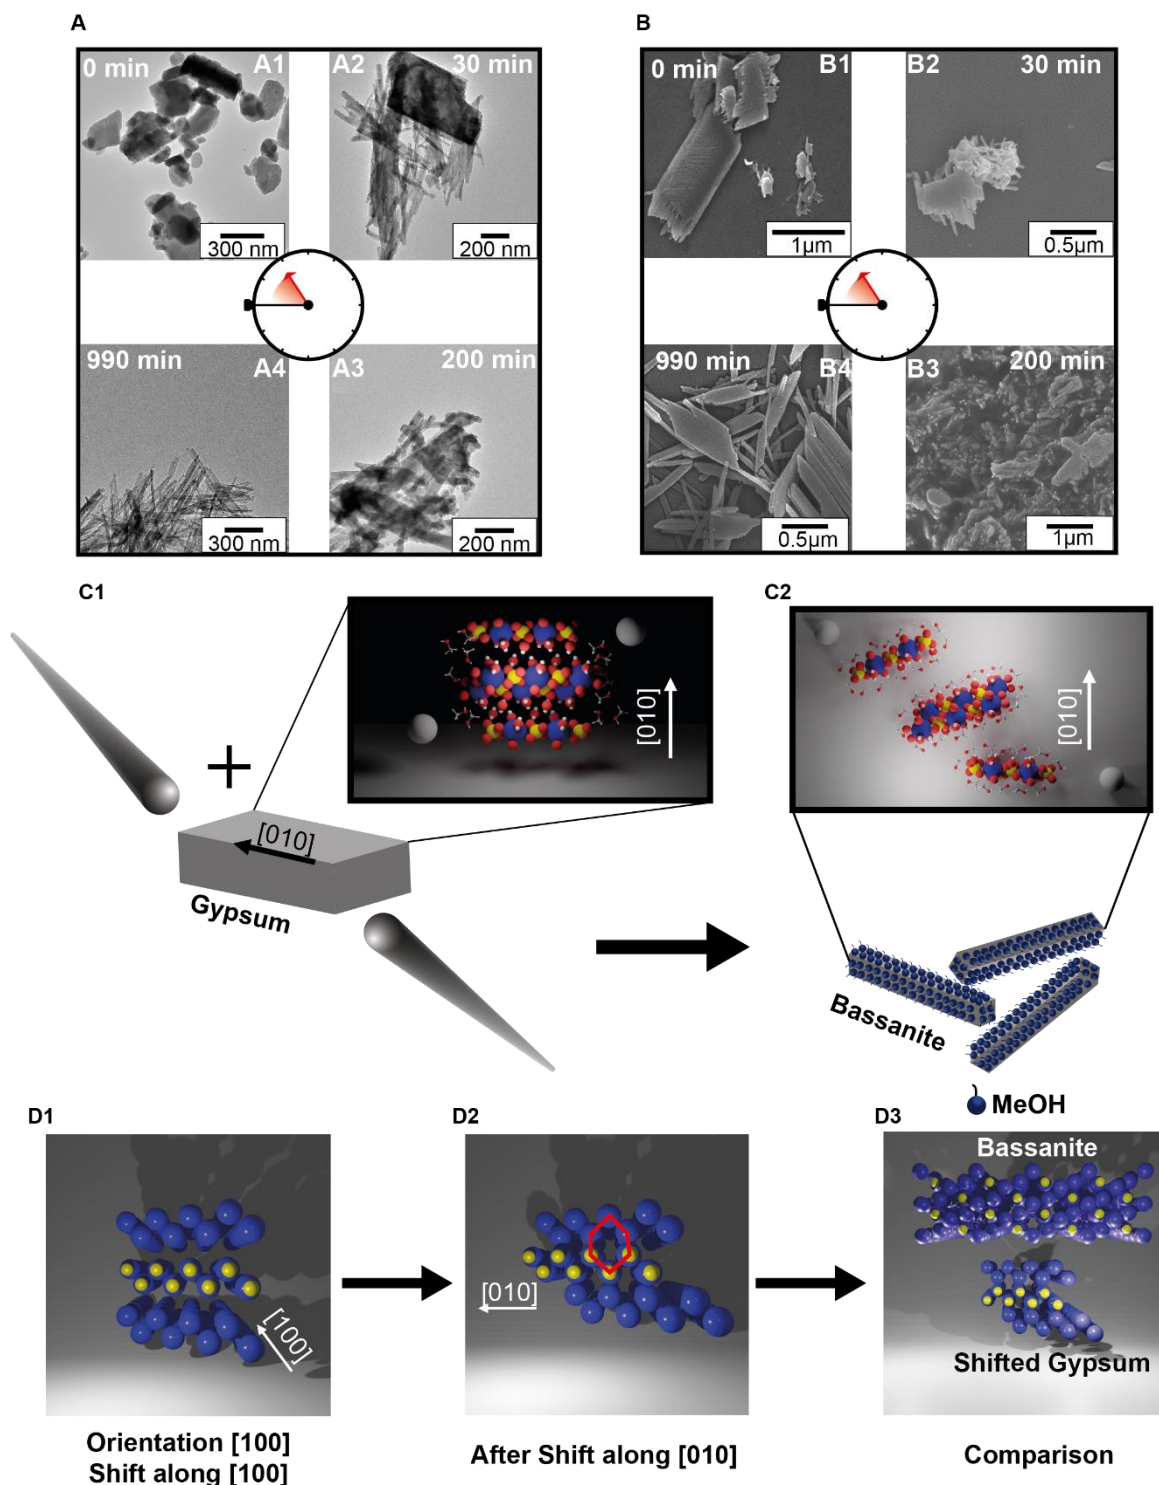 A
B
0 min
A1
A2
30 min
300 nm
200 nm
990 min
A4
A3
200 min
300 nm
200 nm
0 min
B1
B2
30 min
1µm
0.5µm
990 min
B4
B3
200 min
0.5µm
1µm
C1
C2
[010]
[010]
[010]
Gypsum
Bassanite
MeOH
D1
D2
D3
[100]
[010]
Bassanite
Shifted Gypsum
Orientation [100]
Shift along [100]
After Shift along [010]
Comparison